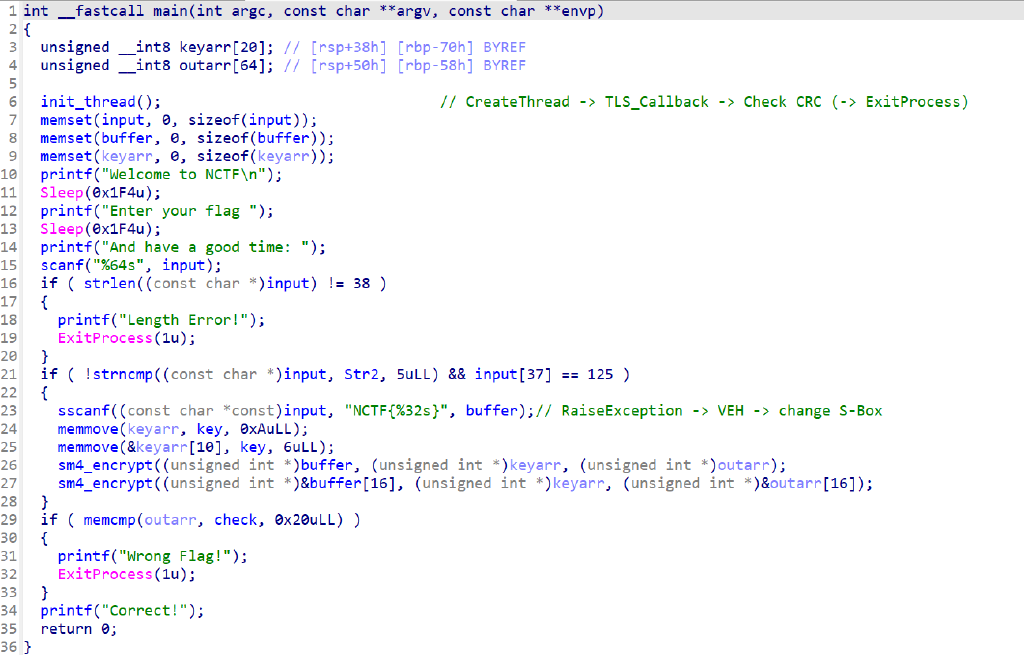 1 int __fastcall main(int argc, const char **argv, const char **envp)
2 {
3   unsigned __int8 keyarr[20]; // [rsp+38h] [rbp-70h] BYREF
4   unsigned __int8 outarr[64]; // [rsp+50h] [rbp-58h] BYREF
5
6   init_thread();                                // CreateThread -> TLS_Callback -> Check CRC (-> ExitProcess)
7   memset(input, 0, sizeof(input));
8   memset(buffer, 0, sizeof(buffer));
9   memset(keyarr, 0, sizeof(keyarr));
10   printf("Welcome to NCTF\n");
11   Sleep(0x1F4u);
12   printf("Enter your flag ");
13   Sleep(0x1F4u);
14   printf("And have a good time: ");
15   scanf("%64s", input);
16   if ( strlen((const char *)input) != 38 )
17   {
18     printf("Length Error!");
19     ExitProcess(1u);
20   }
21   if ( !strncmp((const char *)input, Str2, 5uLL) && input[37] == 125 )
22   {
23     sscanf((const char *const)input, "NCTF{%32s}", buffer);// RaiseException -> VEH -> change S-Box
24     memmove(keyarr, key, 0xAuLL);
25     memmove(&keyarr[10], key, 6uLL);
26     sm4_encrypt((unsigned int *)buffer, (unsigned int *)keyarr, (unsigned int *)outarr);
27     sm4_encrypt((unsigned int *)&buffer[16], (unsigned int *)keyarr, (unsigned int *)&outarr[16]);
28   }
29   if ( memcmp(outarr, check, 0x20uLL) )
30   {
31     printf("Wrong Flag!");
32     ExitProcess(1u);
33   }
34   printf("Correct!");
35   return 0;
36 }